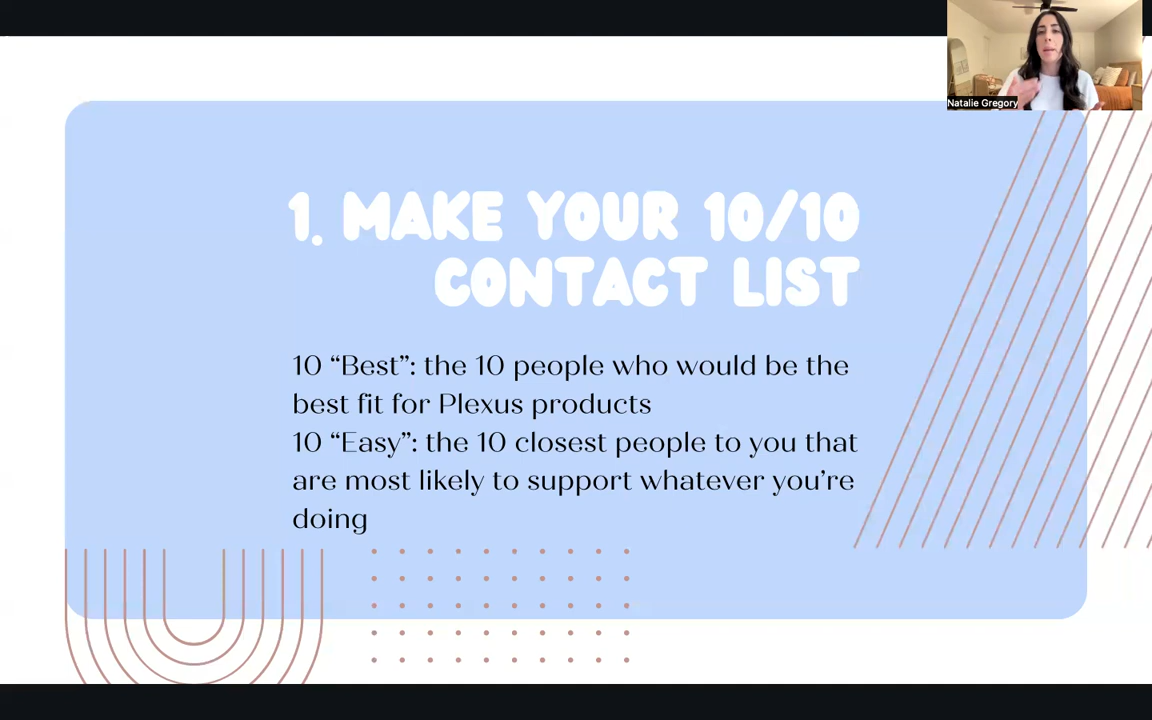 Natalie Gregory
1. MAKE YOUR 10/10
CONTACT LIST
10 “Best”: the 10 people who would be the
best fit for Plexus products
10 “Easy”: the 10 closest people to you that
are most likely to support whatever you’re
doing